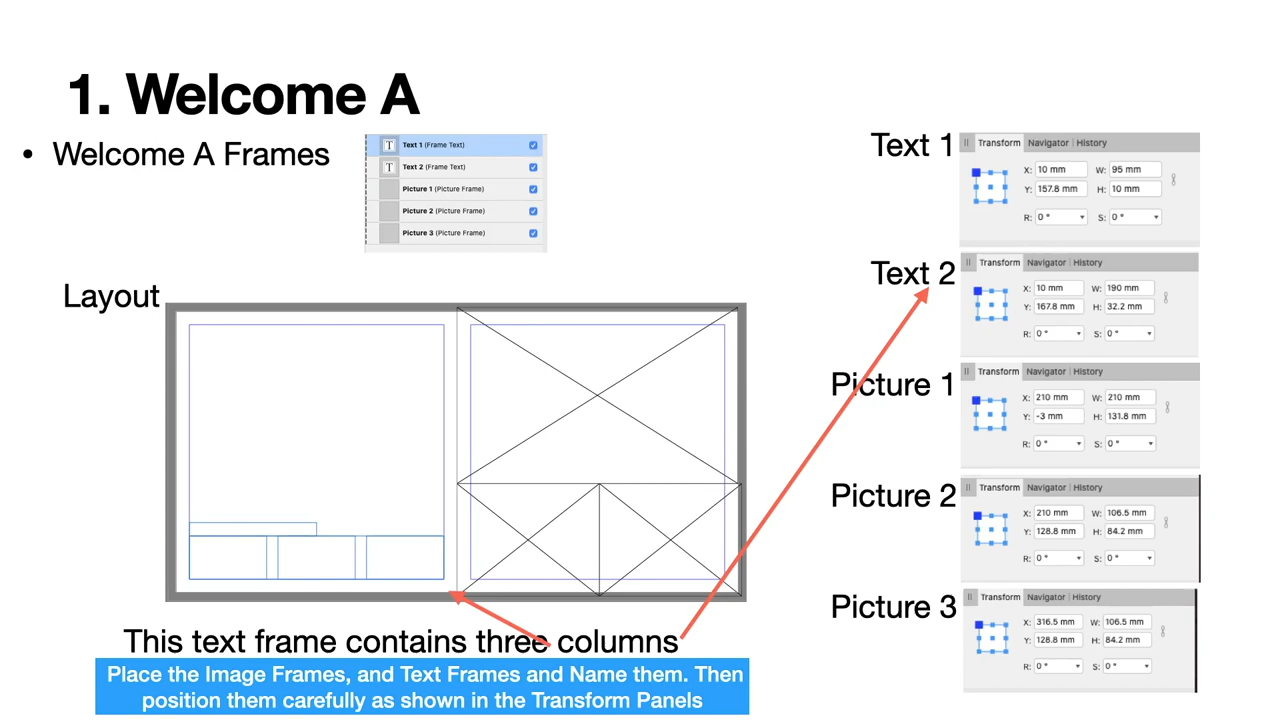 1. Welcome A
• Welcome A Frames
T Text 1 (Frame Text)
T Text 2 (Frame Text)
Picture 1 (Picture Frame)
Picture 2 (Picture Frame)
Picture 3 (Picture Frame)
Layout
This text frame contains three columns
Place the Image Frames, and Text Frames and Name them. Then
position them carefully as shown in the Transform Panels
Text 1
Transform Navigator History
X: 10 mm W: 95 mm
Y: 157.8 mm H: 10 mm
R: 0 ° S: 0 °
Text 2
Transform Navigator History
X: 10 mm W: 190 mm
Y: 167.8 mm H: 32.2 mm
R: 0 ° S: 0 °
Picture 1
Transform Navigator History
X: 210 mm W: 210 mm
Y: -3 mm H: 131.8 mm
R: 0 ° S: 0 °
Picture 2
Transform Navigator History
X: 210 mm W: 106.5 mm
Y: 128.8 mm H: 84.2 mm
R: 0 ° S: 0 °
Picture 3
Transform Navigator History
X: 316.5 mm W: 106.5 mm
Y: 128.8 mm H: 84.2 mm
R: 0 ° S: 0 °